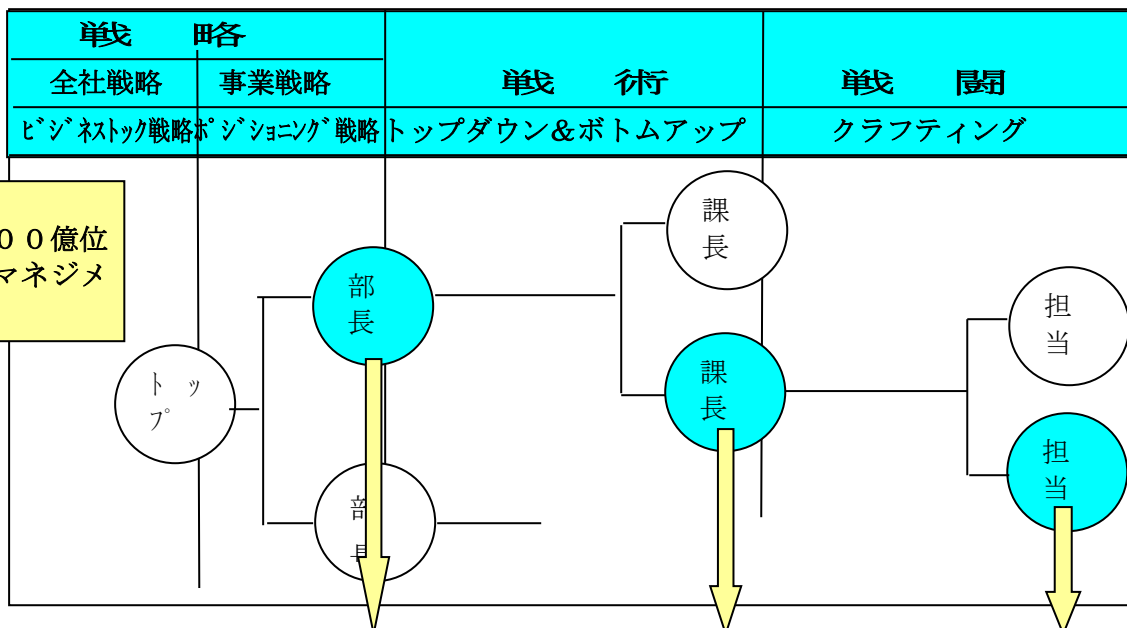 戦　略
全社戦略
事業戦略
戦　術
戦　闘
ビジネストック戦略
ポジショニング戦略
トップダウン＆ボトムアップ
クラフティング
００億位
マネジメ
トップ
部長
部長
課長
課長
担当
担当